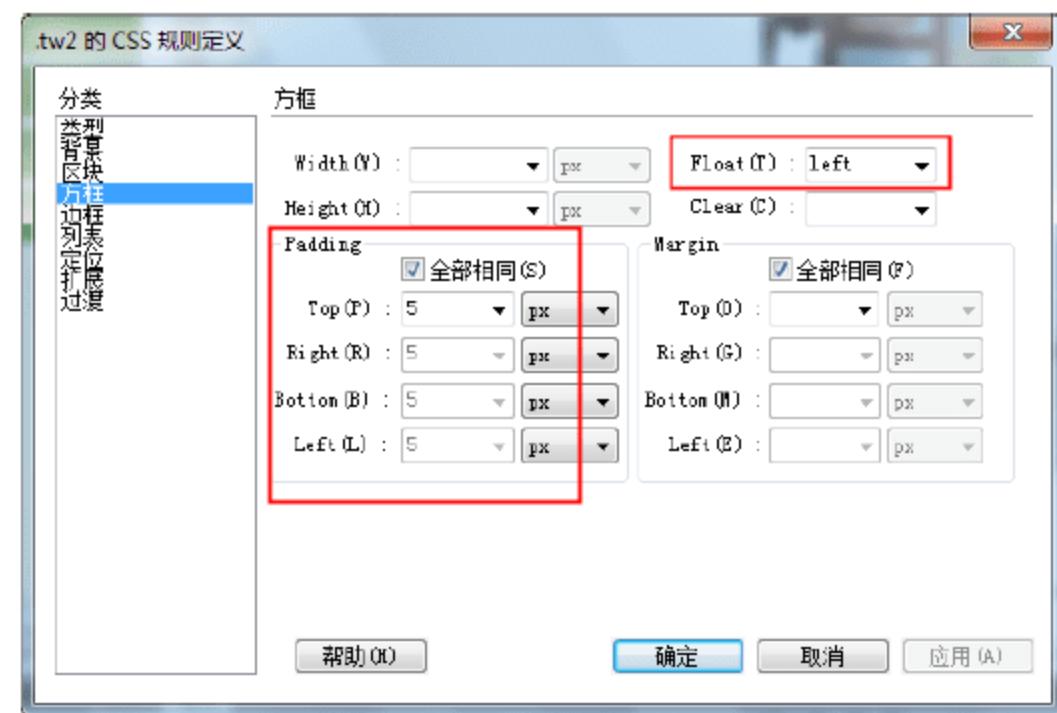 .tw2 的 CSS 规则定义
分类
类型
背景
区块
方框
边框
列表
定位
扩展
过渡
方框
Width(V) : px
Float(T) : left
Height(H) : px
Clear(C) :
Padding
全部相同(S)
Top(P) : 5 px
Right(R) : 5 px
Bottom(B) : 5 px
Left(L) : 5 px
Margin
全部相同(F)
Top(O) : px
Right(G) : px
Bottom(M) : px
Left(E) : px
帮助(H)
确定
取消
应用(A)